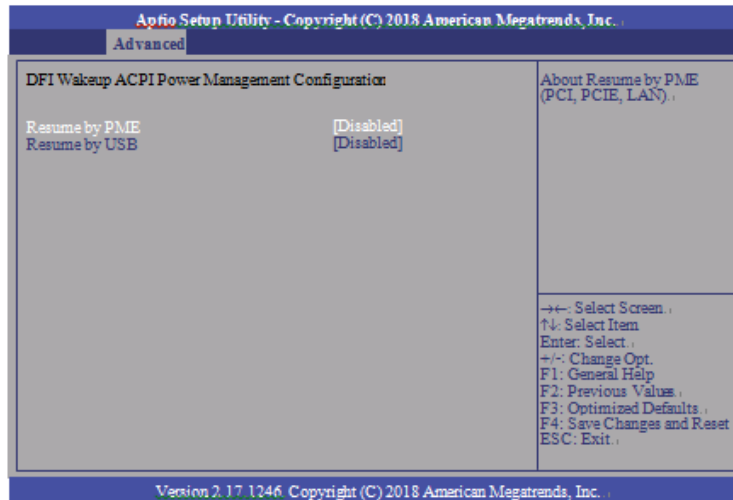 Aptio Setup Utility - Copyright (C) 2018 American Megatrends, Inc.
Advanced
DFI Wakeup ACPI Power Management Configuration
Resume by PME [Disabled]
Resume by USB [Disabled]
About Resume by PME
(PCI, PCIE, LAN).
→←: Select Screen.
↑↓: Select Item
Enter: Select.
+/-: Change Opt.
F1: General Help
F2: Previous Values.
F3: Optimized Defaults.
F4: Save Changes and Reset
ESC: Exit.
Version 2.17.1246. Copyright (C) 2018 American Megatrends, Inc.